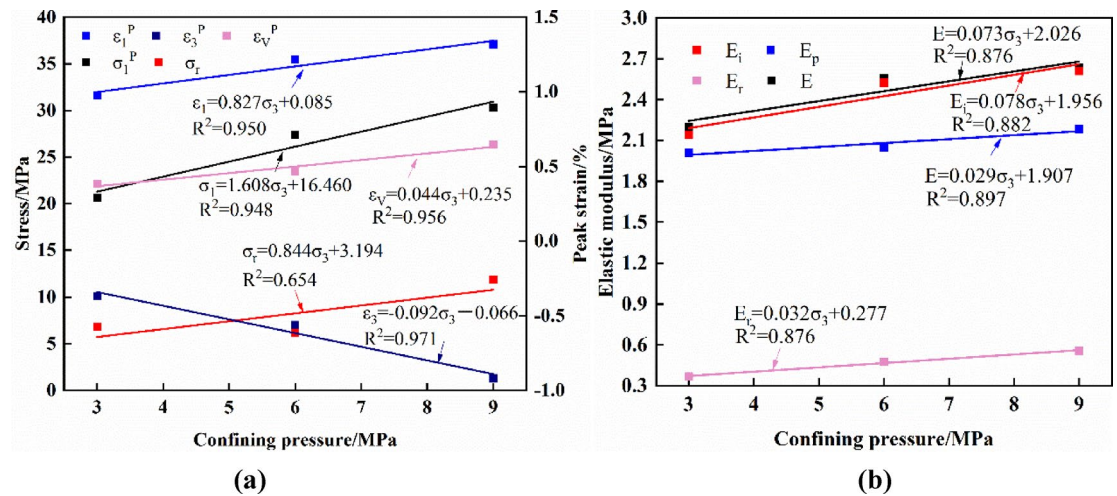 (a)
40
35
30
25
20
15
10
5
0
Stress/MPa
1.5
1.0
0.5
0.0
-0.5
-1.0
Peak strain/%
ε₁ᴾ ε₃ᴾ εᵥᴾ
σ₁ᴾ σᵣ
ε₁=0.827σ₃+0.085
R²=0.950
σ₁=1.608σ₃+16.460
R²=0.948
εᵥ=0.044σ₃+0.235
R²=0.956
σᵣ=0.844σ₃+3.194
R²=0.654
ε₃=-0.092σ₃−0.066
R²=0.971
3 4 5 6 7 8 9
Confining pressure/MPa
(a)
(b)
3.0
2.7
2.4
2.1
1.8
1.5
1.2
0.9
0.6
0.3
Elastic modulus/MPa
Eᵢ Eₚ
Eᵣ E
E=0.073σ₃+2.026
R²=0.876
Eᵢ=0.078σ₃+1.956
R²=0.882
E=0.029σ₃+1.907
R²=0.897
Eᵣ=0.032σ₃+0.277
R²=0.876
3 4 5 6 7 8 9
Confining pressure/MPa
(b)